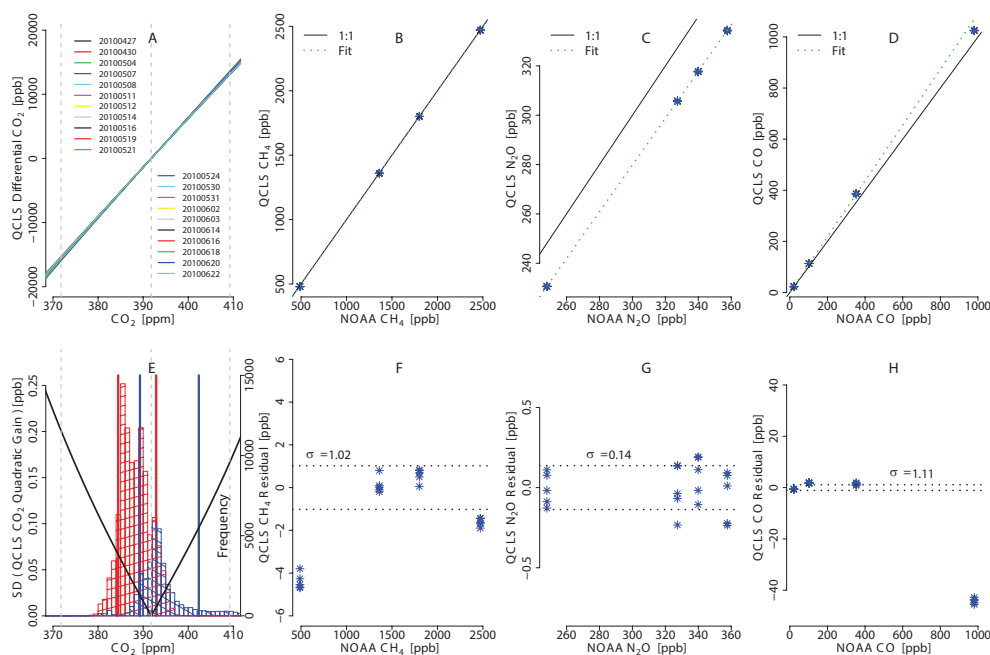 A
QCLS Differential CO2 [ppb]
20000
10000
0
−10000
−20000
20100427
20100430
20100504
20100507
20100508
20100511
20100512
20100514
20100516
20100519
20100521
20100524
20100530
20100531
20100602
20100603
20100614
20100616
20100618
20100620
20100622
370 380 390 400 410
CO2 [ppm]
B
1:1
Fit
QCLS CH4 [ppb]
2500
2000
1500
1000
500
500 1000 1500 2000 2500
NOAA CH4 [ppb]
C
1:1
Fit
QCLS N2O [ppb]
320
300
280
260
240
260 280 300 320 340 360
NOAA N2O [ppb]
D
1:1
Fit
QCLS CO [ppb]
1000
800
600
400
200
0
0 200 400 600 800 1000
NOAA CO [ppb]
E
SD ( QCLS CO2 Quadratic Gain ) [ppb]
0.25
0.20
0.15
0.10
0.05
0.00
15000
10000
5000
0
Frequency
370 380 390 400 410
CO2 [ppm]
F
QCLS CH4 Residual [ppb]
6
4
2
0
−2
−4
−6
σ =1.02
500 1000 1500 2000 2500
NOAA CH4 [ppb]
G
QCLS N2O Residual [ppb]
0.5
0.0
−0.5
σ =0.14
260 280 300 320 340 360
NOAA N2O [ppb]
H
QCLS CO Residual [ppb]
40
20
0
−20
−40
σ =1.11
0 200 400 600 800 1000
NOAA CO [ppb]